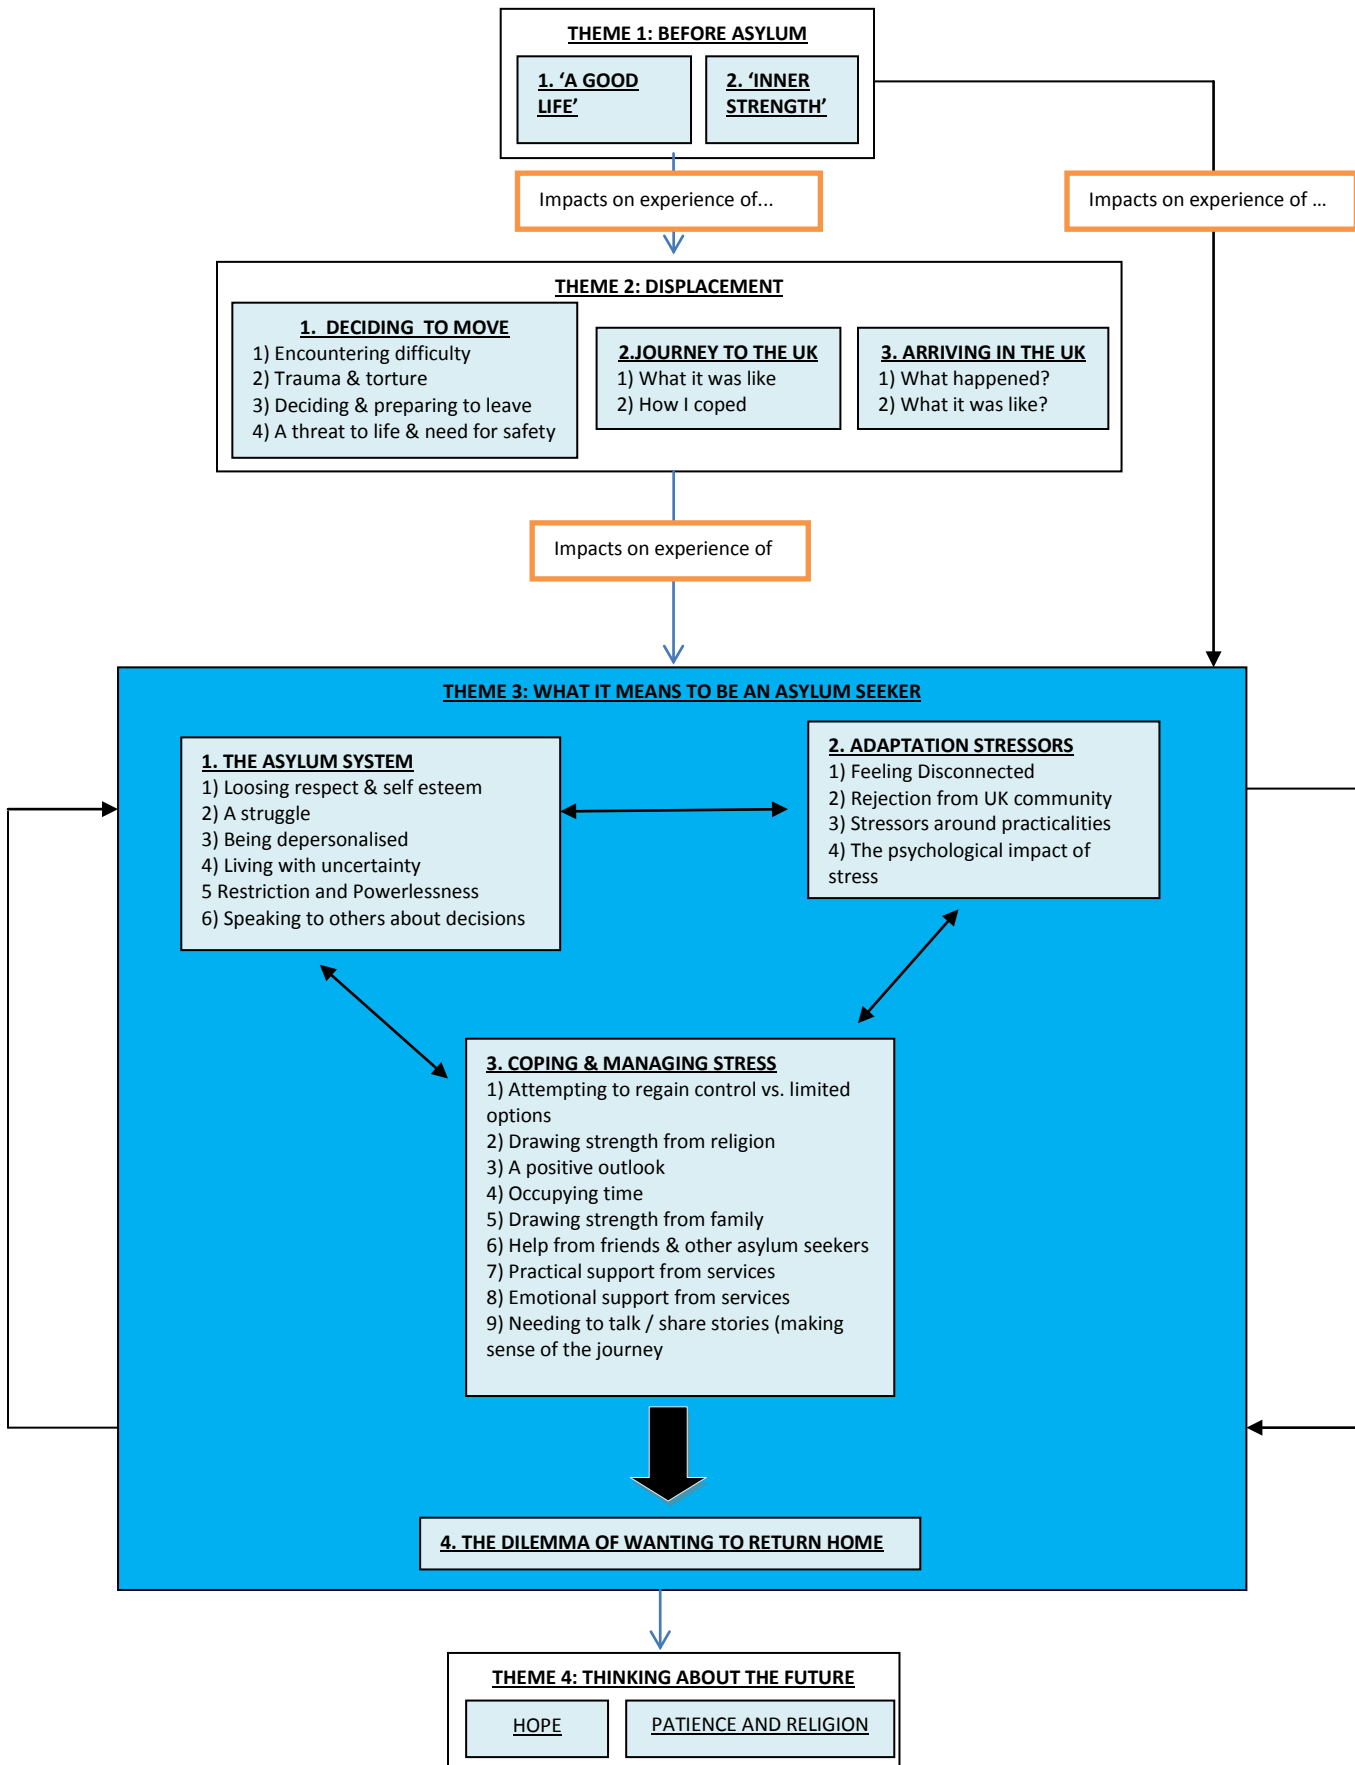 THEME 1: BEFORE ASYLUM
1. ‘A GOOD
LIFE’
2. ‘INNER
STRENGTH’
Impacts on experience of...
Impacts on experience of ...
THEME 2: DISPLACEMENT
1. DECIDING TO MOVE
1) Encountering difficulty
2) Trauma & torture
3) Deciding & preparing to leave
4) A threat to life & need for safety
2.JOURNEY TO THE UK
1) What it was like
2) How I coped
3. ARRIVING IN THE UK
1) What happened?
2) What it was like?
Impacts on experience of
THEME 3: WHAT IT MEANS TO BE AN ASYLUM SEEKER
1. THE ASYLUM SYSTEM
1) Loosing respect & self esteem
2) A struggle
3) Being depersonalised
4) Living with uncertainty
5 Restriction and Powerlessness
6) Speaking to others about decisions
2. ADAPTATION STRESSORS
1) Feeling Disconnected
2) Rejection from UK community
3) Stressors around practicalities
4) The psychological impact of
stress
3. COPING & MANAGING STRESS
1) Attempting to regain control vs. limited
options
2) Drawing strength from religion
3) A positive outlook
4) Occupying time
5) Drawing strength from family
6) Help from friends & other asylum seekers
7) Practical support from services
8) Emotional support from services
9) Needing to talk / share stories (making
sense of the journey
4. THE DILEMMA OF WANTING TO RETURN HOME
THEME 4: THINKING ABOUT THE FUTURE
HOPE
PATIENCE AND RELIGION